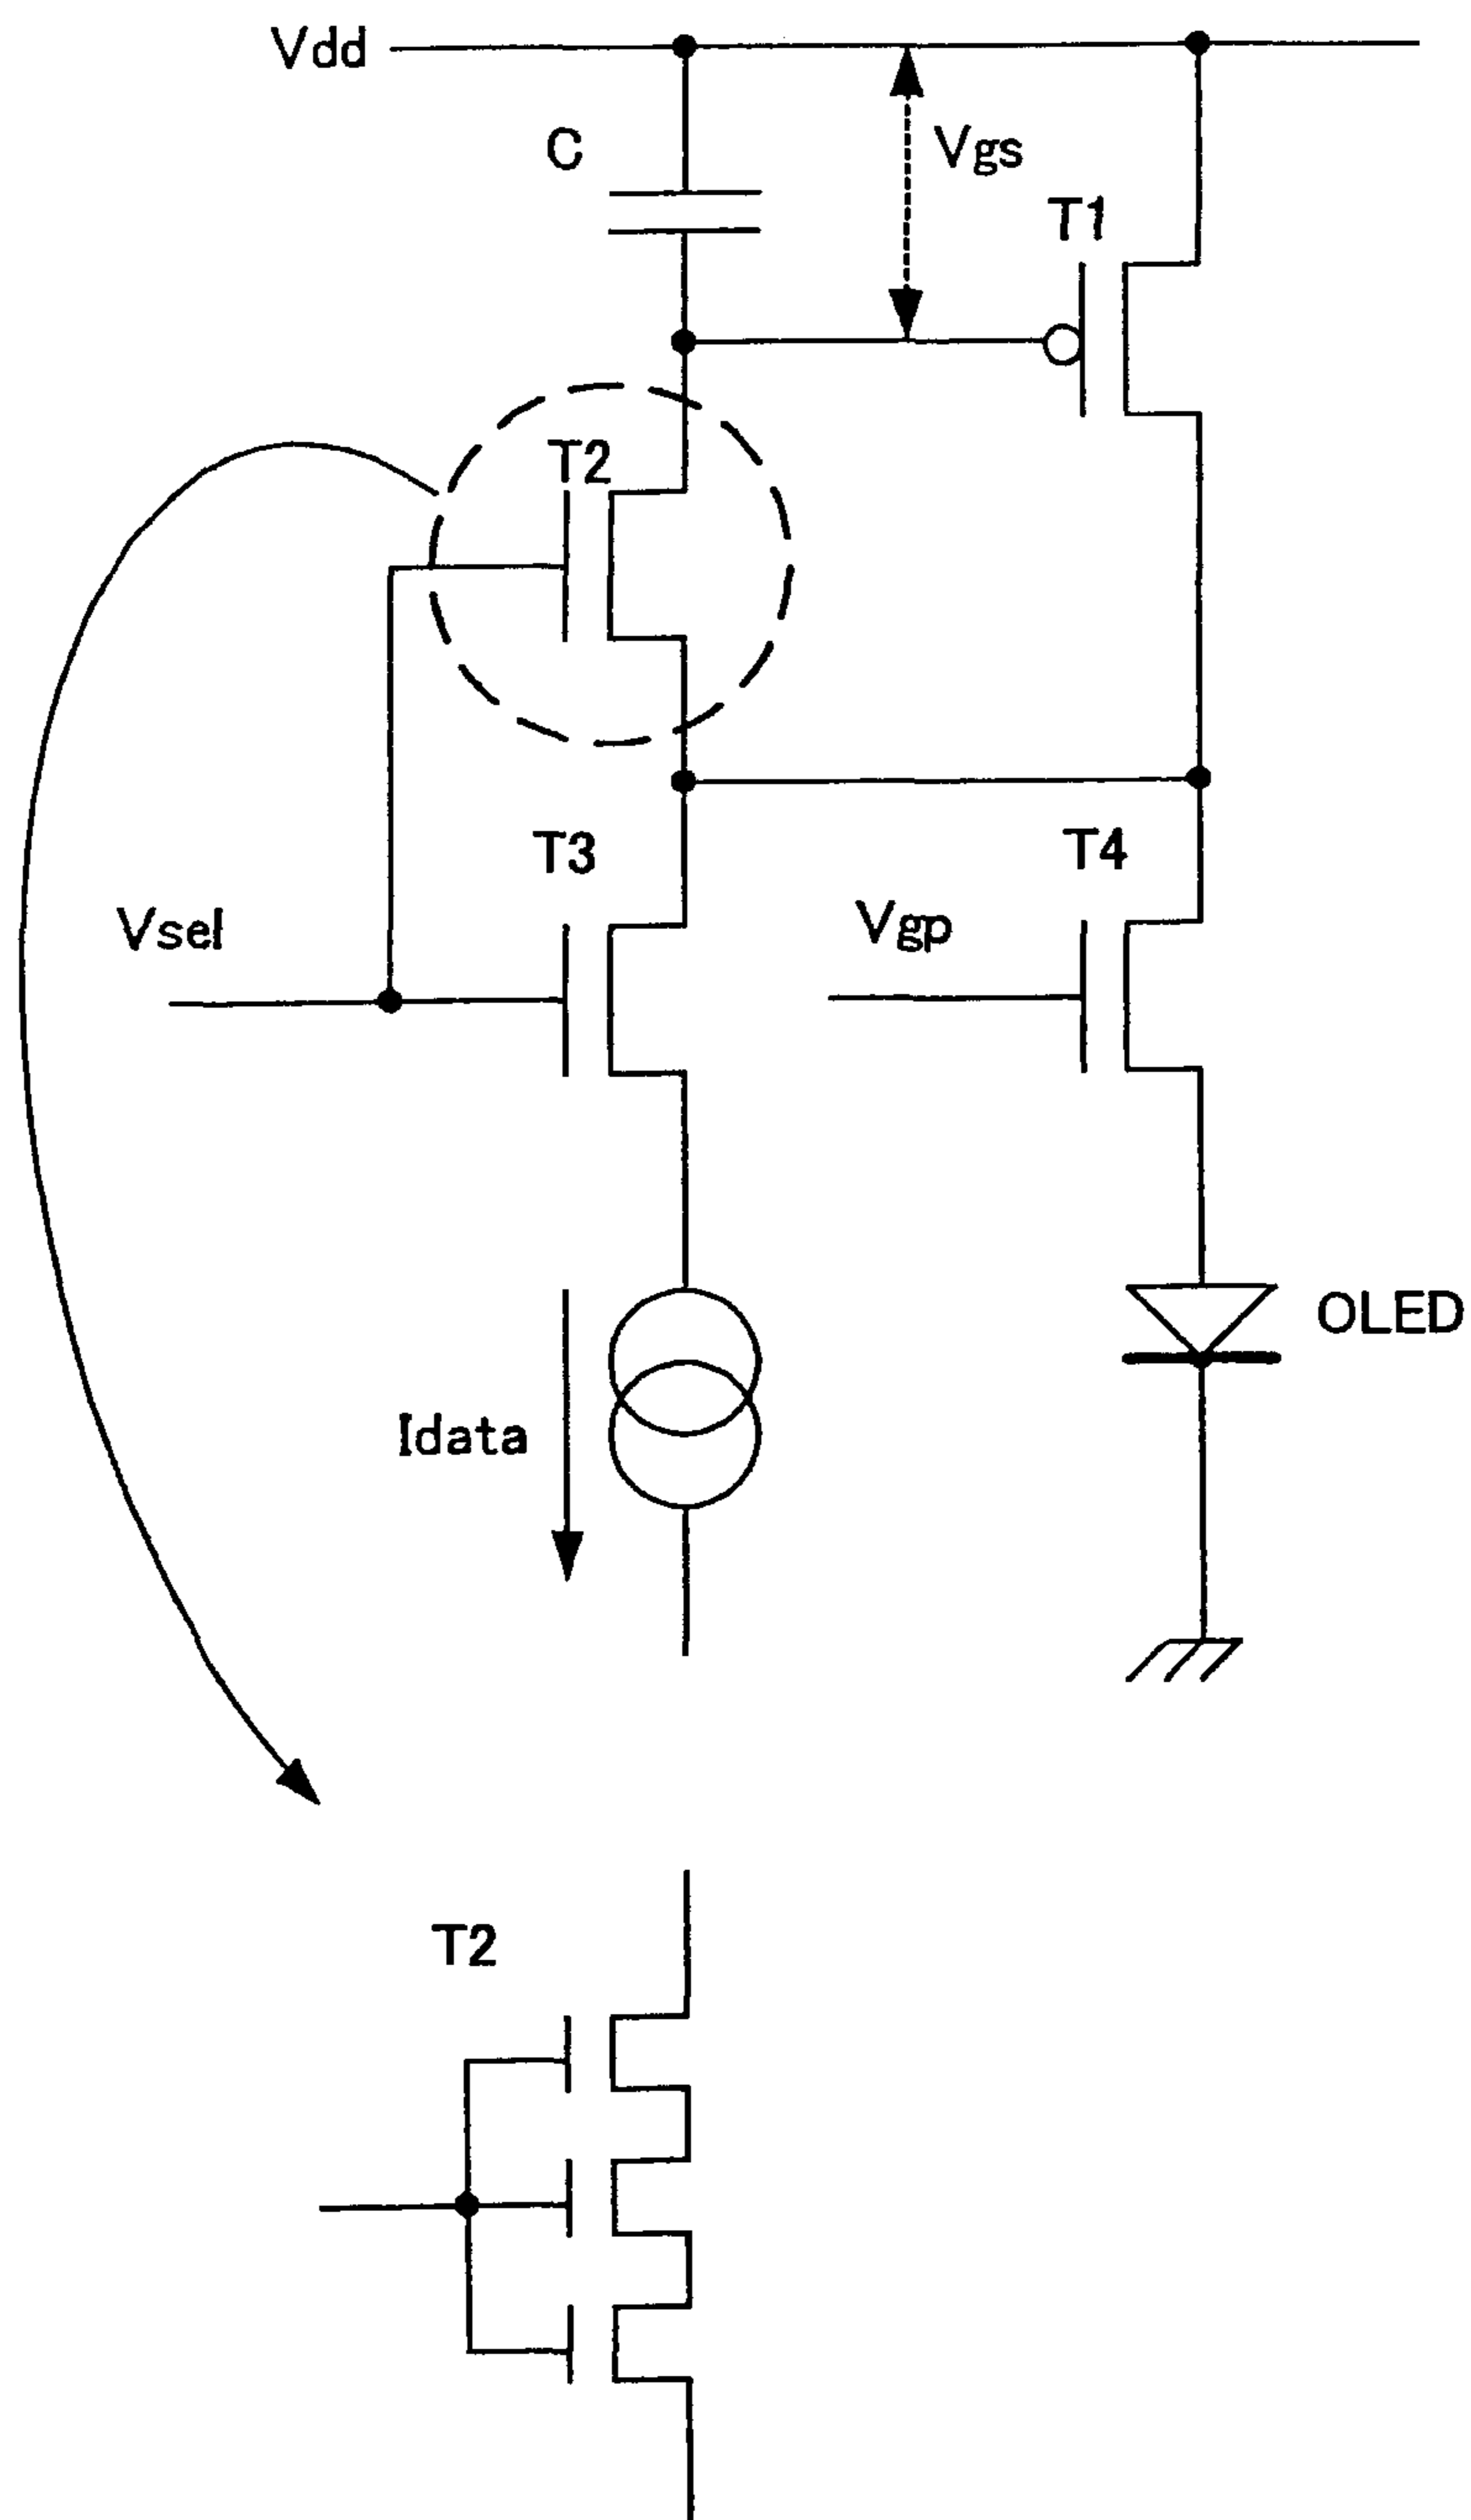 Vdd
C
Vgs
T1
T2
T3
T4
Vsel
Vgp
OLED
Idata
T2